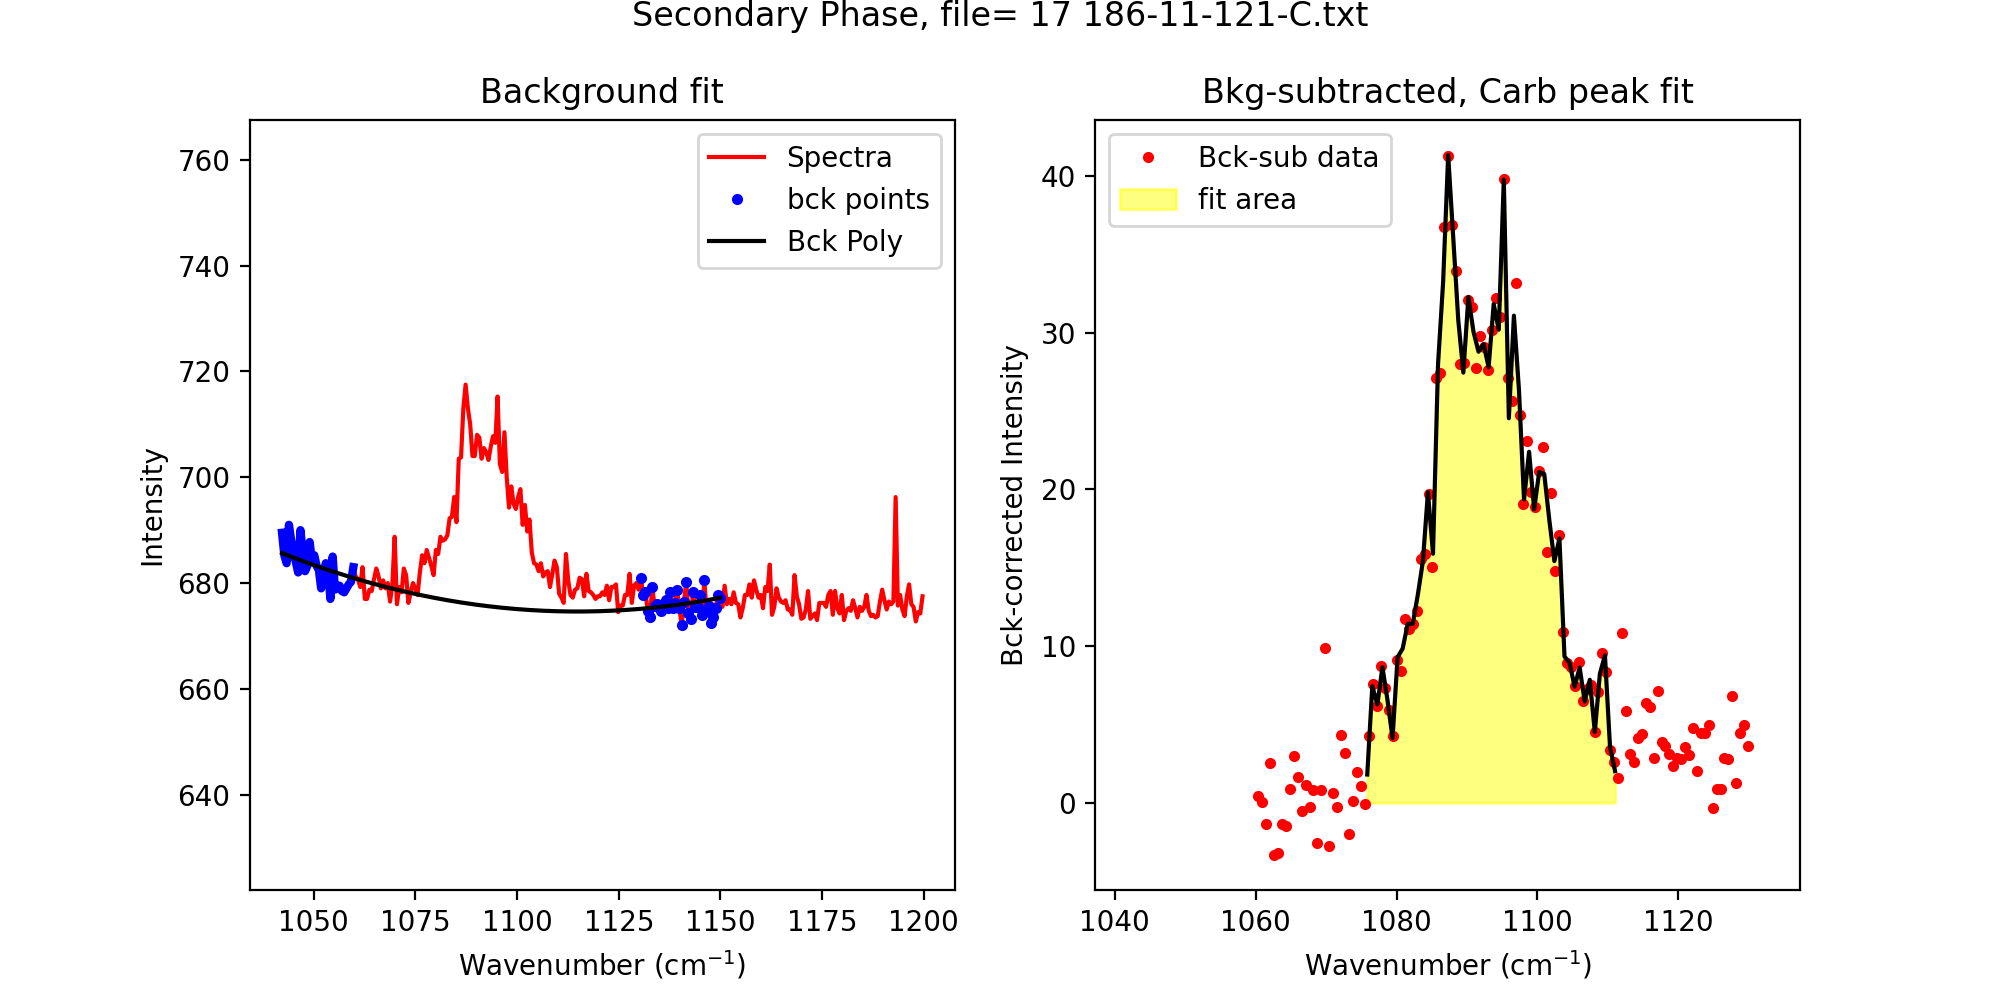 Secondary Phase, file= 17 186-11-121-C.txt
Background fit
Spectra
bck points
Bck Poly
760
740
720
700
680
660
640
Intensity
1050 1075 1100 1125 1150 1175 1200
Wavenumber (cm⁻¹)
Bkg-subtracted, Carb peak fit
Bck-sub data
fit area
40
30
20
10
0
Bck-corrected Intensity
1040 1060 1080 1100 1120
Wavenumber (cm⁻¹)